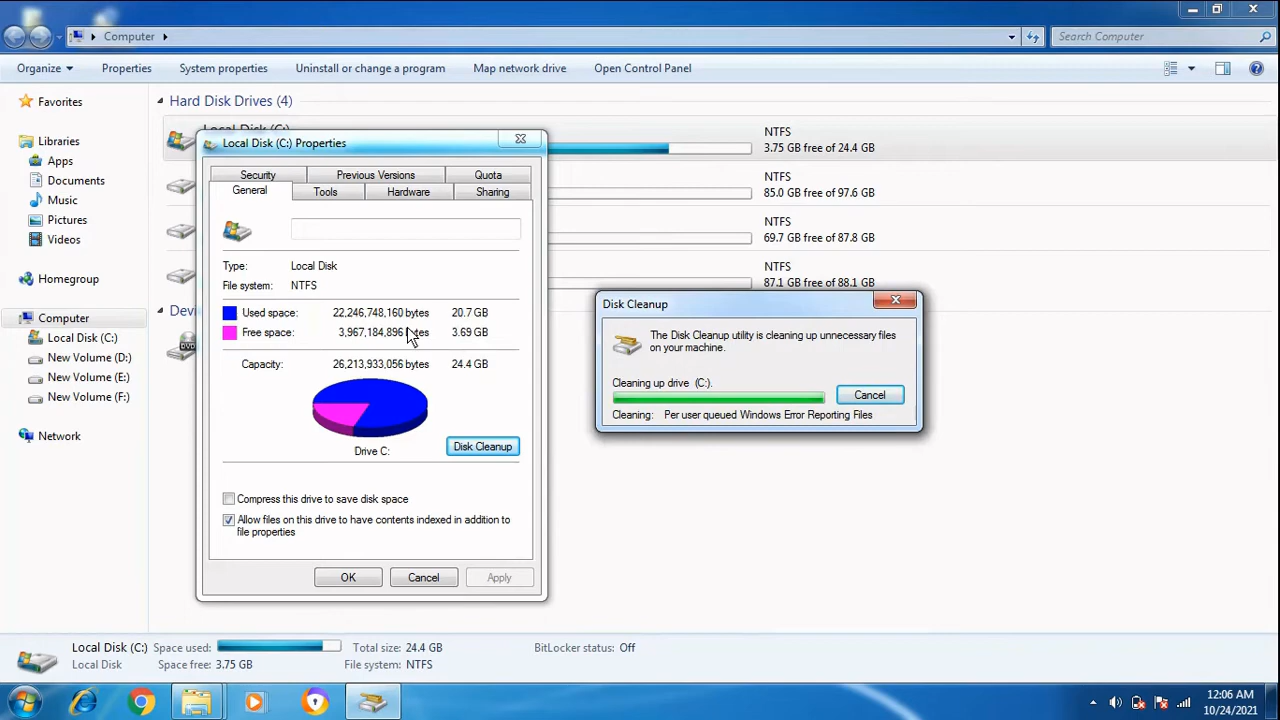 Computer
Search Computer
Organize Properties System properties Uninstall or change a program Map network drive Open Control Panel
Favorites
Libraries
Apps
Documents
Music
Pictures
Videos
Homegroup
Computer
Local Disk (C:)
New Volume (D:)
New Volume (E:)
New Volume (F:)
Network
Hard Disk Drives (4)
Local Disk (C:)
NTFS
3.75 GB free of 24.4 GB
NTFS
85.0 GB free of 97.6 GB
NTFS
69.7 GB free of 87.8 GB
NTFS
87.1 GB free of 88.1 GB
Local Disk (C:) Properties
Security Previous Versions Quota
General Tools Hardware Sharing
Type: Local Disk
File system: NTFS
Used space: 22,246,748,160 bytes 20.7 GB
Free space: 3,967,184,896 bytes 3.69 GB
Capacity: 26,213,933,056 bytes 24.4 GB
Drive C: Disk Cleanup
Compress this drive to save disk space
Allow files on this drive to have contents indexed in addition to
file properties
OK Cancel Apply
Disk Cleanup
The Disk Cleanup utility is cleaning up unnecessary files
on your machine.
Cleaning up drive (C:).
Cancel
Cleaning: Per user queued Windows Error Reporting Files
Local Disk (C:) Space used: Total size: 24.4 GB BitLocker status: Off
Local Disk Space free: 3.75 GB File system: NTFS
12:06 AM
10/24/2021